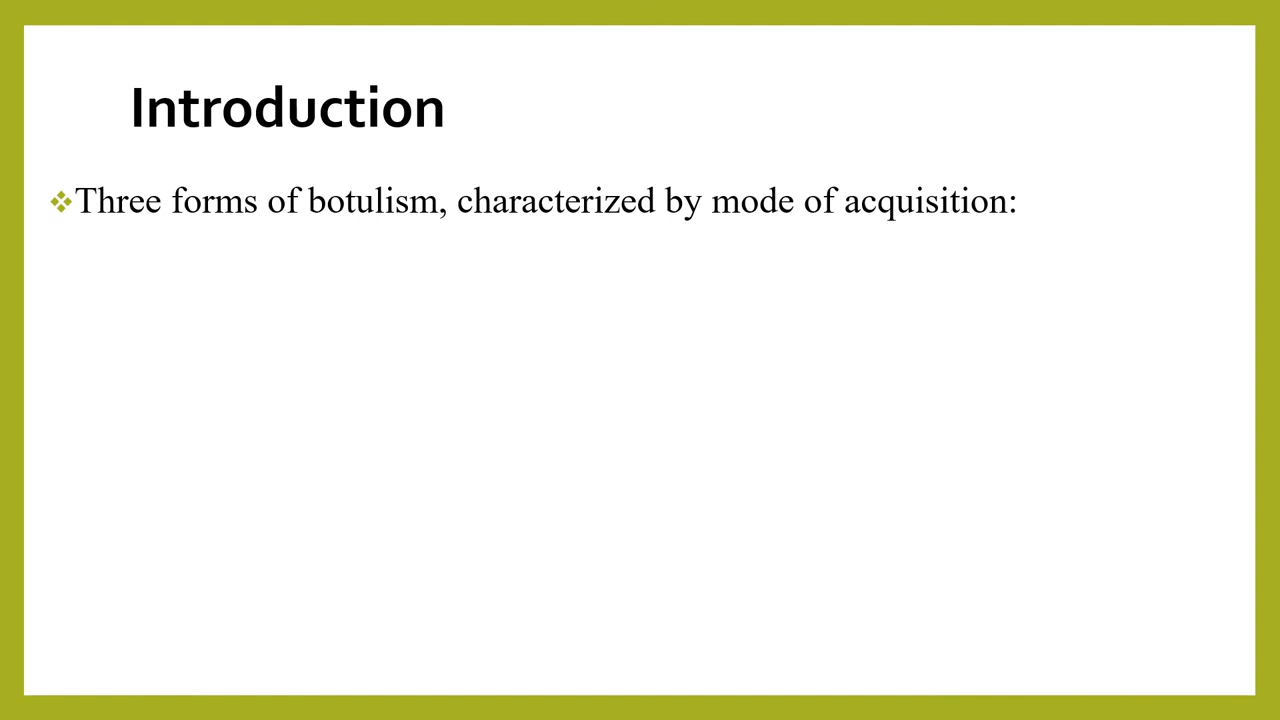 Introduction
❖Three forms of botulism, characterized by mode of acquisition: